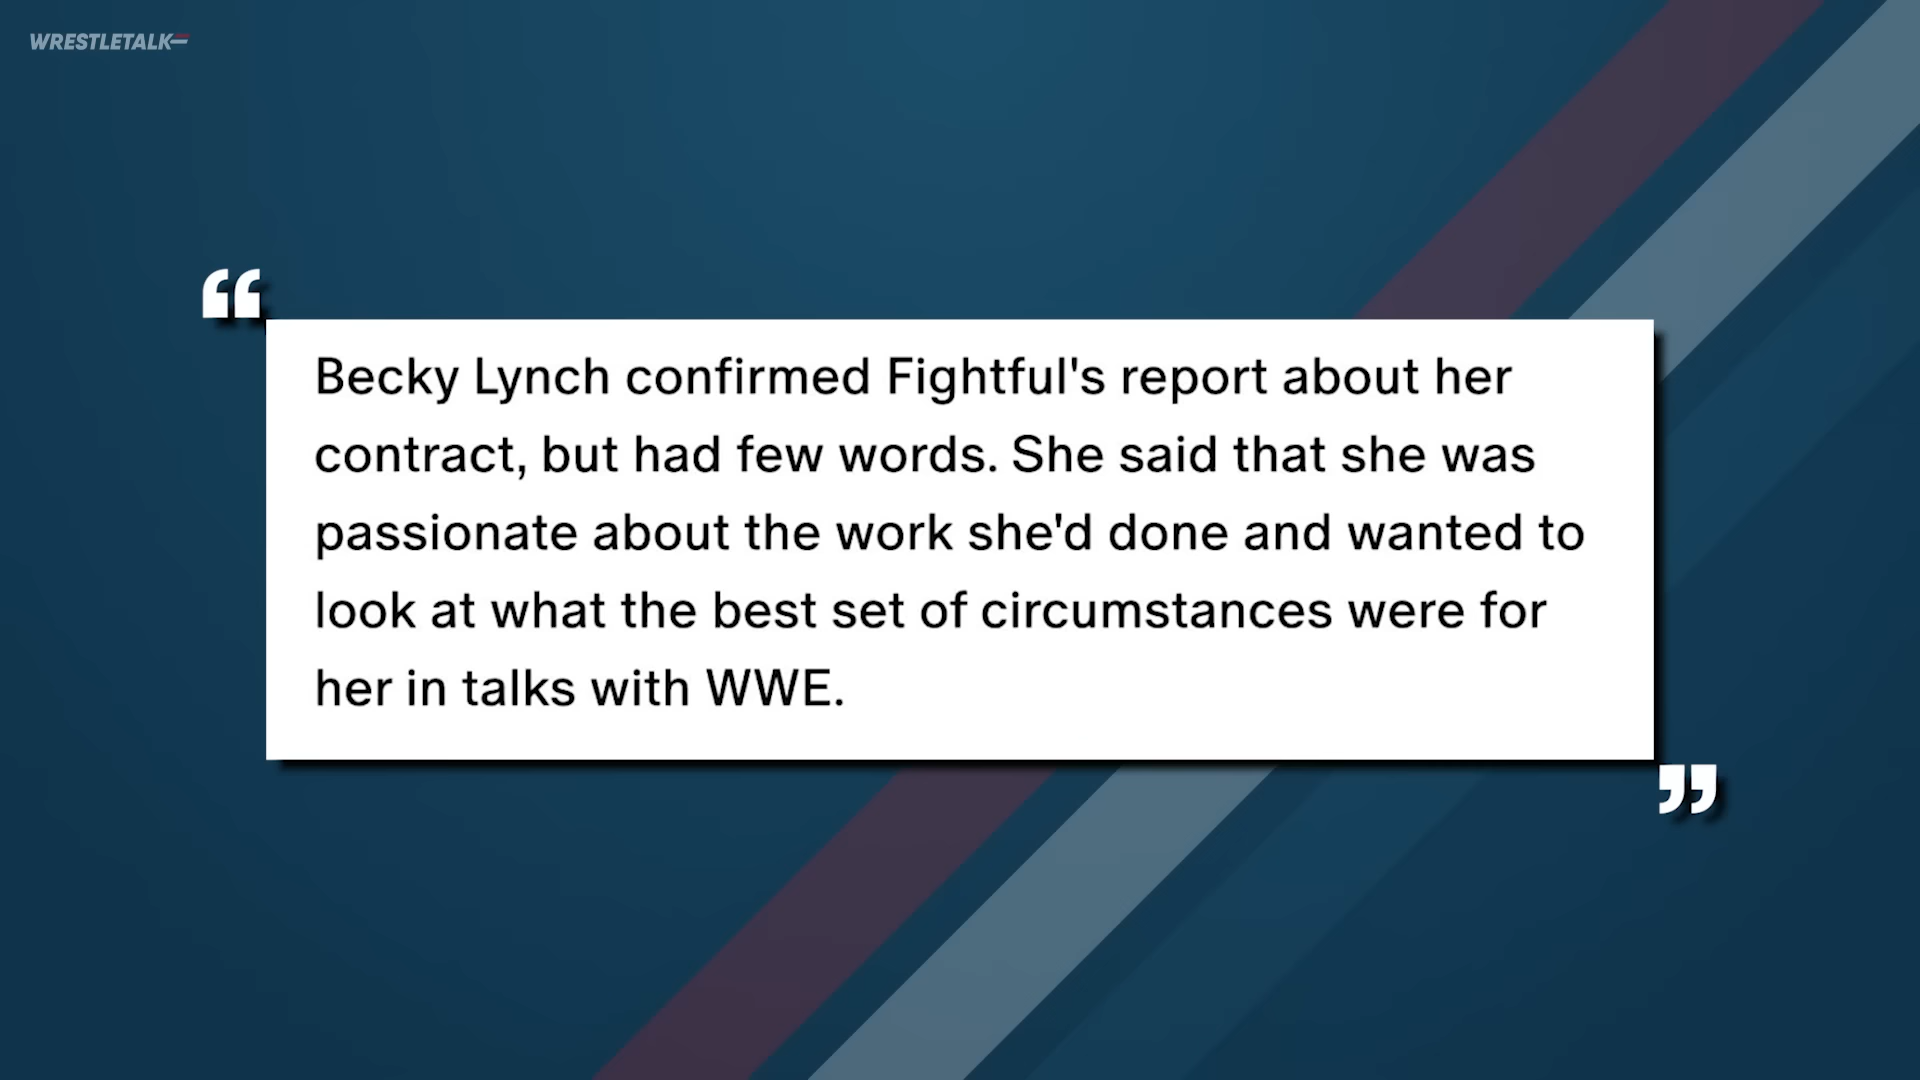 WRESTLETALK
“
Becky Lynch confirmed Fightful's report about her
contract, but had few words. She said that she was
passionate about the work she'd done and wanted to
look at what the best set of circumstances were for
her in talks with WWE.
”